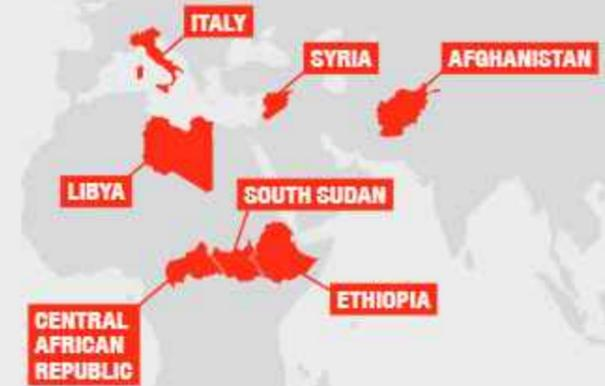 ITALY
SYRIA
AFGHANISTAN
LIBYA
SOUTH SUDAN
ETHIOPIA
CENTRAL
AFRICAN
REPUBLIC